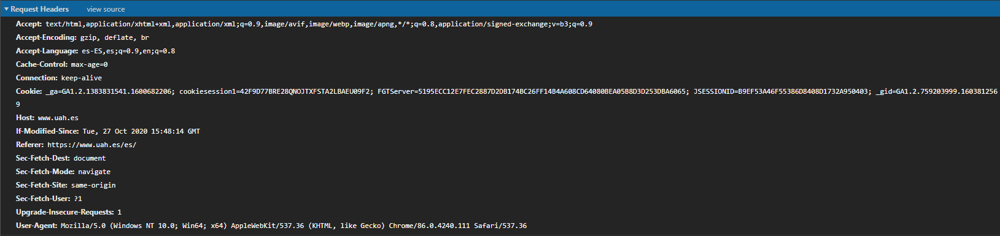 Request Headers view source
Accept: text/html,application/xhtml+xml,application/xml;q=0.9,image/avif,image/webp,image/apng,*/*;q=0.8,application/signed-exchange;v=b3;q=0.9
Accept-Encoding: gzip, deflate, br
Accept-Language: es-ES,es;q=0.9,en;q=0.8
Cache-Control: max-age=0
Connection: keep-alive
Cookie: _ga=GA1.2.1383831541.1600682206; cookiesession1=42F9D77BRE28QNOJTXFSTA2LBAEU09F2; FGTServer=5195ECC12E7FEC2887D2DB174BC26FF14B4A608CD64080BEA05B8D3D253DBA6065; JSESSIONID=B9EF53A46F55386D8408D1732A950403; _gid=GA1.2.759203999.160381256
9
Host: www.uah.es
If-Modified-Since: Tue, 27 Oct 2020 15:48:14 GMT
Referer: https://www.uah.es/es/
Sec-Fetch-Dest: document
Sec-Fetch-Mode: navigate
Sec-Fetch-Site: same-origin
Sec-Fetch-User: ?1
Upgrade-Insecure-Requests: 1
User-Agent: Mozilla/5.0 (Windows NT 10.0; Win64; x64) AppleWebKit/537.36 (KHTML, like Gecko) Chrome/86.0.4240.111 Safari/537.36